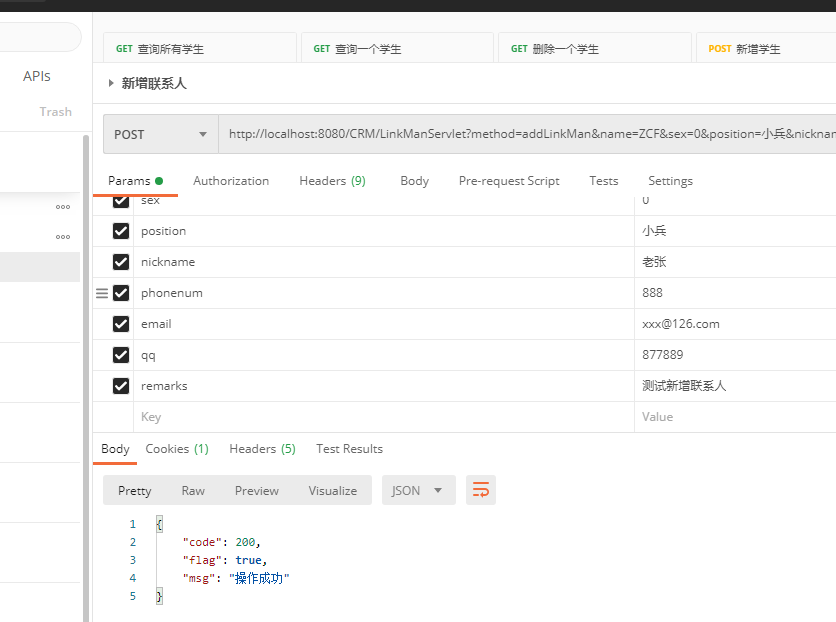 GET 查询所有学生 GET 查询一个学生 GET 删除一个学生 POST 新增学生
APIs
新增联系人
Trash
POST http://localhost:8080/CRM/LinkManServlet?method=addLinkMan&name=ZCF&sex=0&position=小兵&nicknam
Params Authorization Headers (9) Body Pre-request Script Tests Settings
sex 0
position 小兵
nickname 老张
phonenum 888
email xxx@126.com
qq 877889
remarks 测试新增联系人
Key Value
Body Cookies (1) Headers (5) Test Results
Pretty Raw Preview Visualize JSON
1 {
2 "code": 200,
3 "flag": true,
4 "msg": "操作成功"
5 }